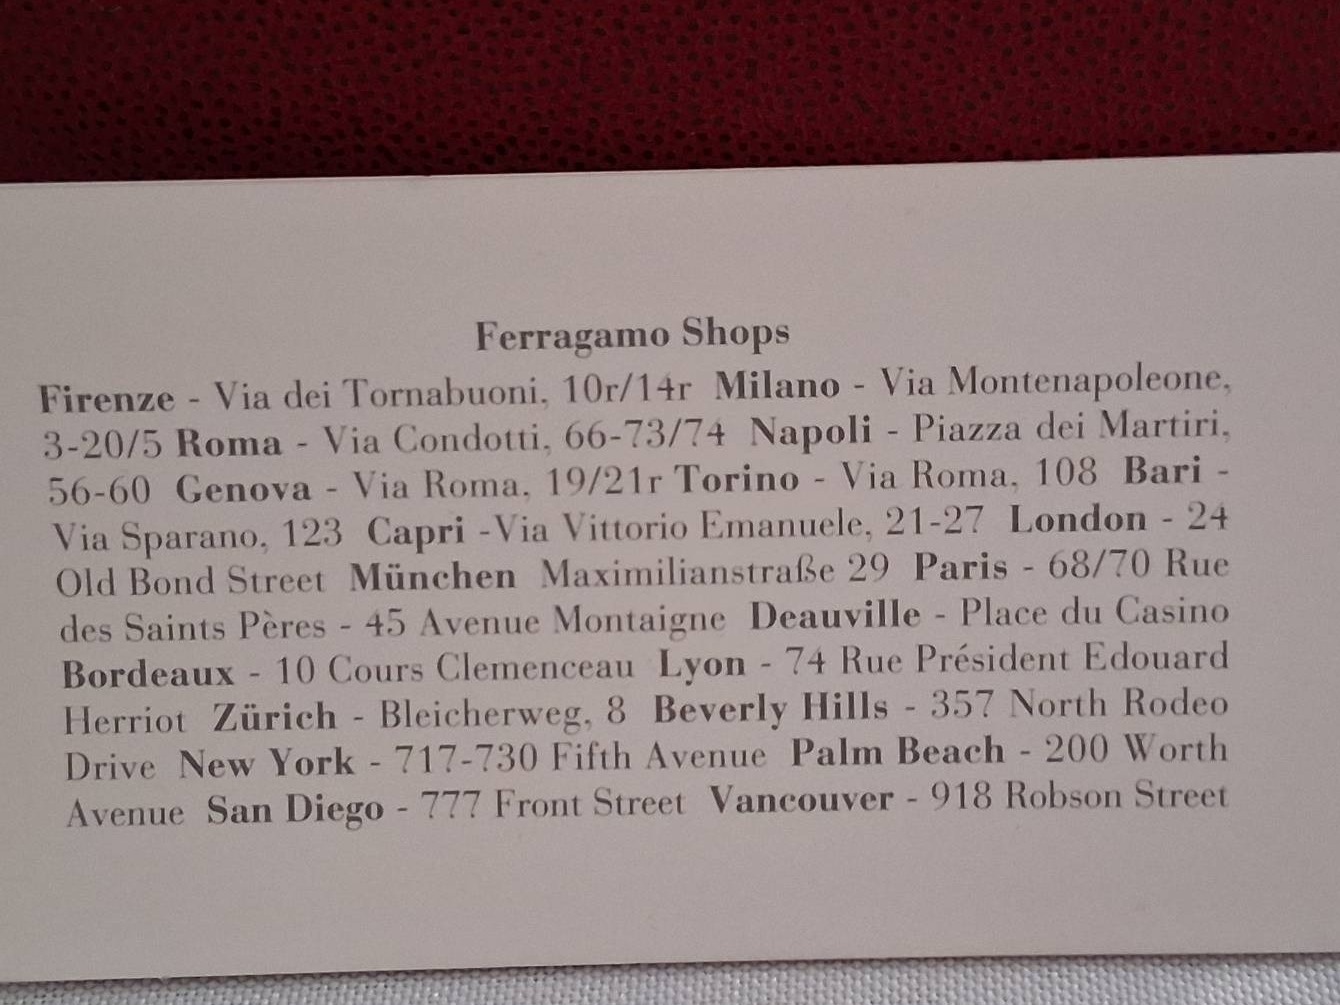 Ferragamo Shops
Firenze - Via dei Tornabuoni, 10r/14r Milano - Via Montenapoleone,
3-20/5 Roma - Via Condotti, 66-73/74 Napoli - Piazza dei Martiri,
56-60 Genova - Via Roma, 19/21r Torino - Via Roma, 108 Bari -
Via Sparano, 123 Capri -Via Vittorio Emanuele, 21-27 London - 24
Old Bond Street München Maximilianstraße 29 Paris - 68/70 Rue
des Saints Pères - 45 Avenue Montaigne Deauville - Place du Casino
Bordeaux - 10 Cours Clemenceau Lyon - 74 Rue Président Edouard
Herriot Zürich - Bleicherweg, 8 Beverly Hills - 357 North Rodeo
Drive New York - 717-730 Fifth Avenue Palm Beach - 200 Worth
Avenue San Diego - 777 Front Street Vancouver - 918 Robson Street